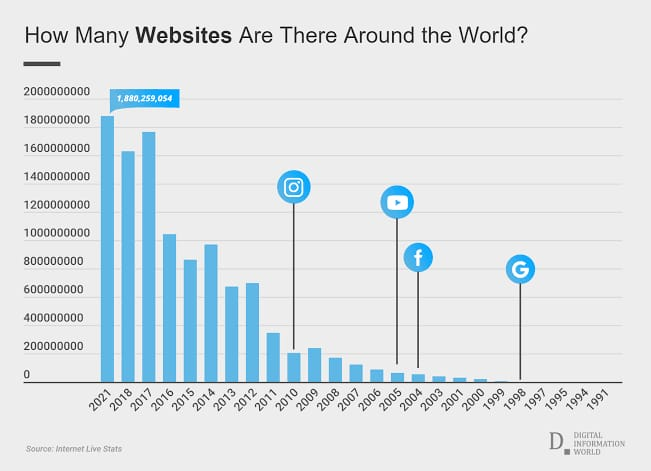 How Many Websites Are There Around the World?
2000000000
1,880,259,054
1800000000
1600000000
1400000000
1200000000
1000000000
800000000
600000000
400000000
200000000
0
2021 2018 2017 2016 2015 2014 2013 2012 2011 2010 2009 2008 2007 2006 2005 2004 2003 2002 2001 2000 1999 1998 1997 1995 1994 1991
Source: Internet Live Stats
D.
DIGITAL
INFORMATION
WORLD